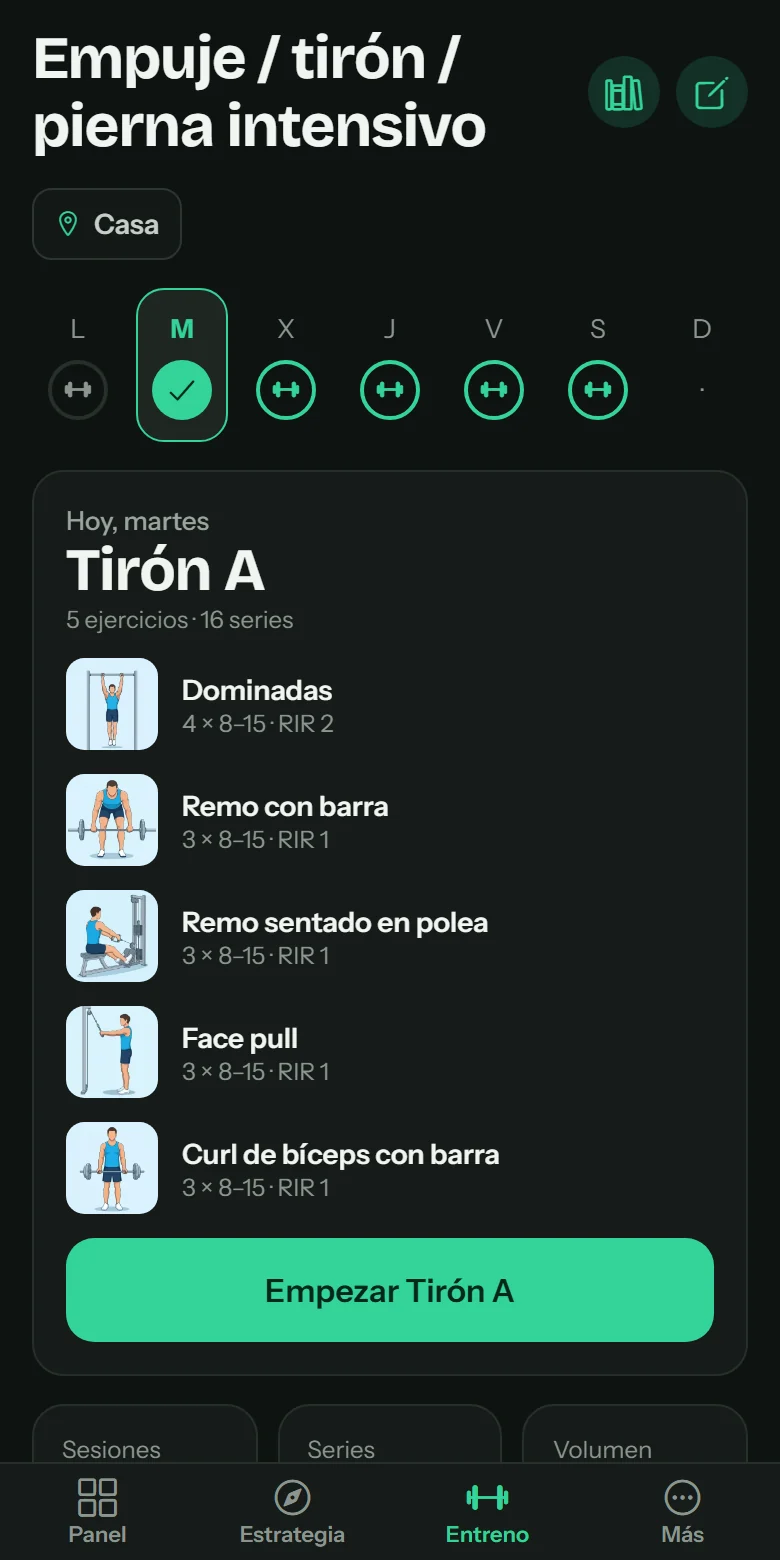 Empuje / tirón /
pierna intensivo
Casa
L M X J V S D
Hoy, martes
Tirón A
5 ejercicios · 16 series
Dominadas
4 × 8–15 · RIR 2
Remo con barra
3 × 8–15 · RIR 1
Remo sentado en polea
3 × 8–15 · RIR 1
Face pull
3 × 8–15 · RIR 1
Curl de bíceps con barra
3 × 8–15 · RIR 1
Empezar Tirón A
Sesiones Series Volumen
Panel Estrategia Entreno Más